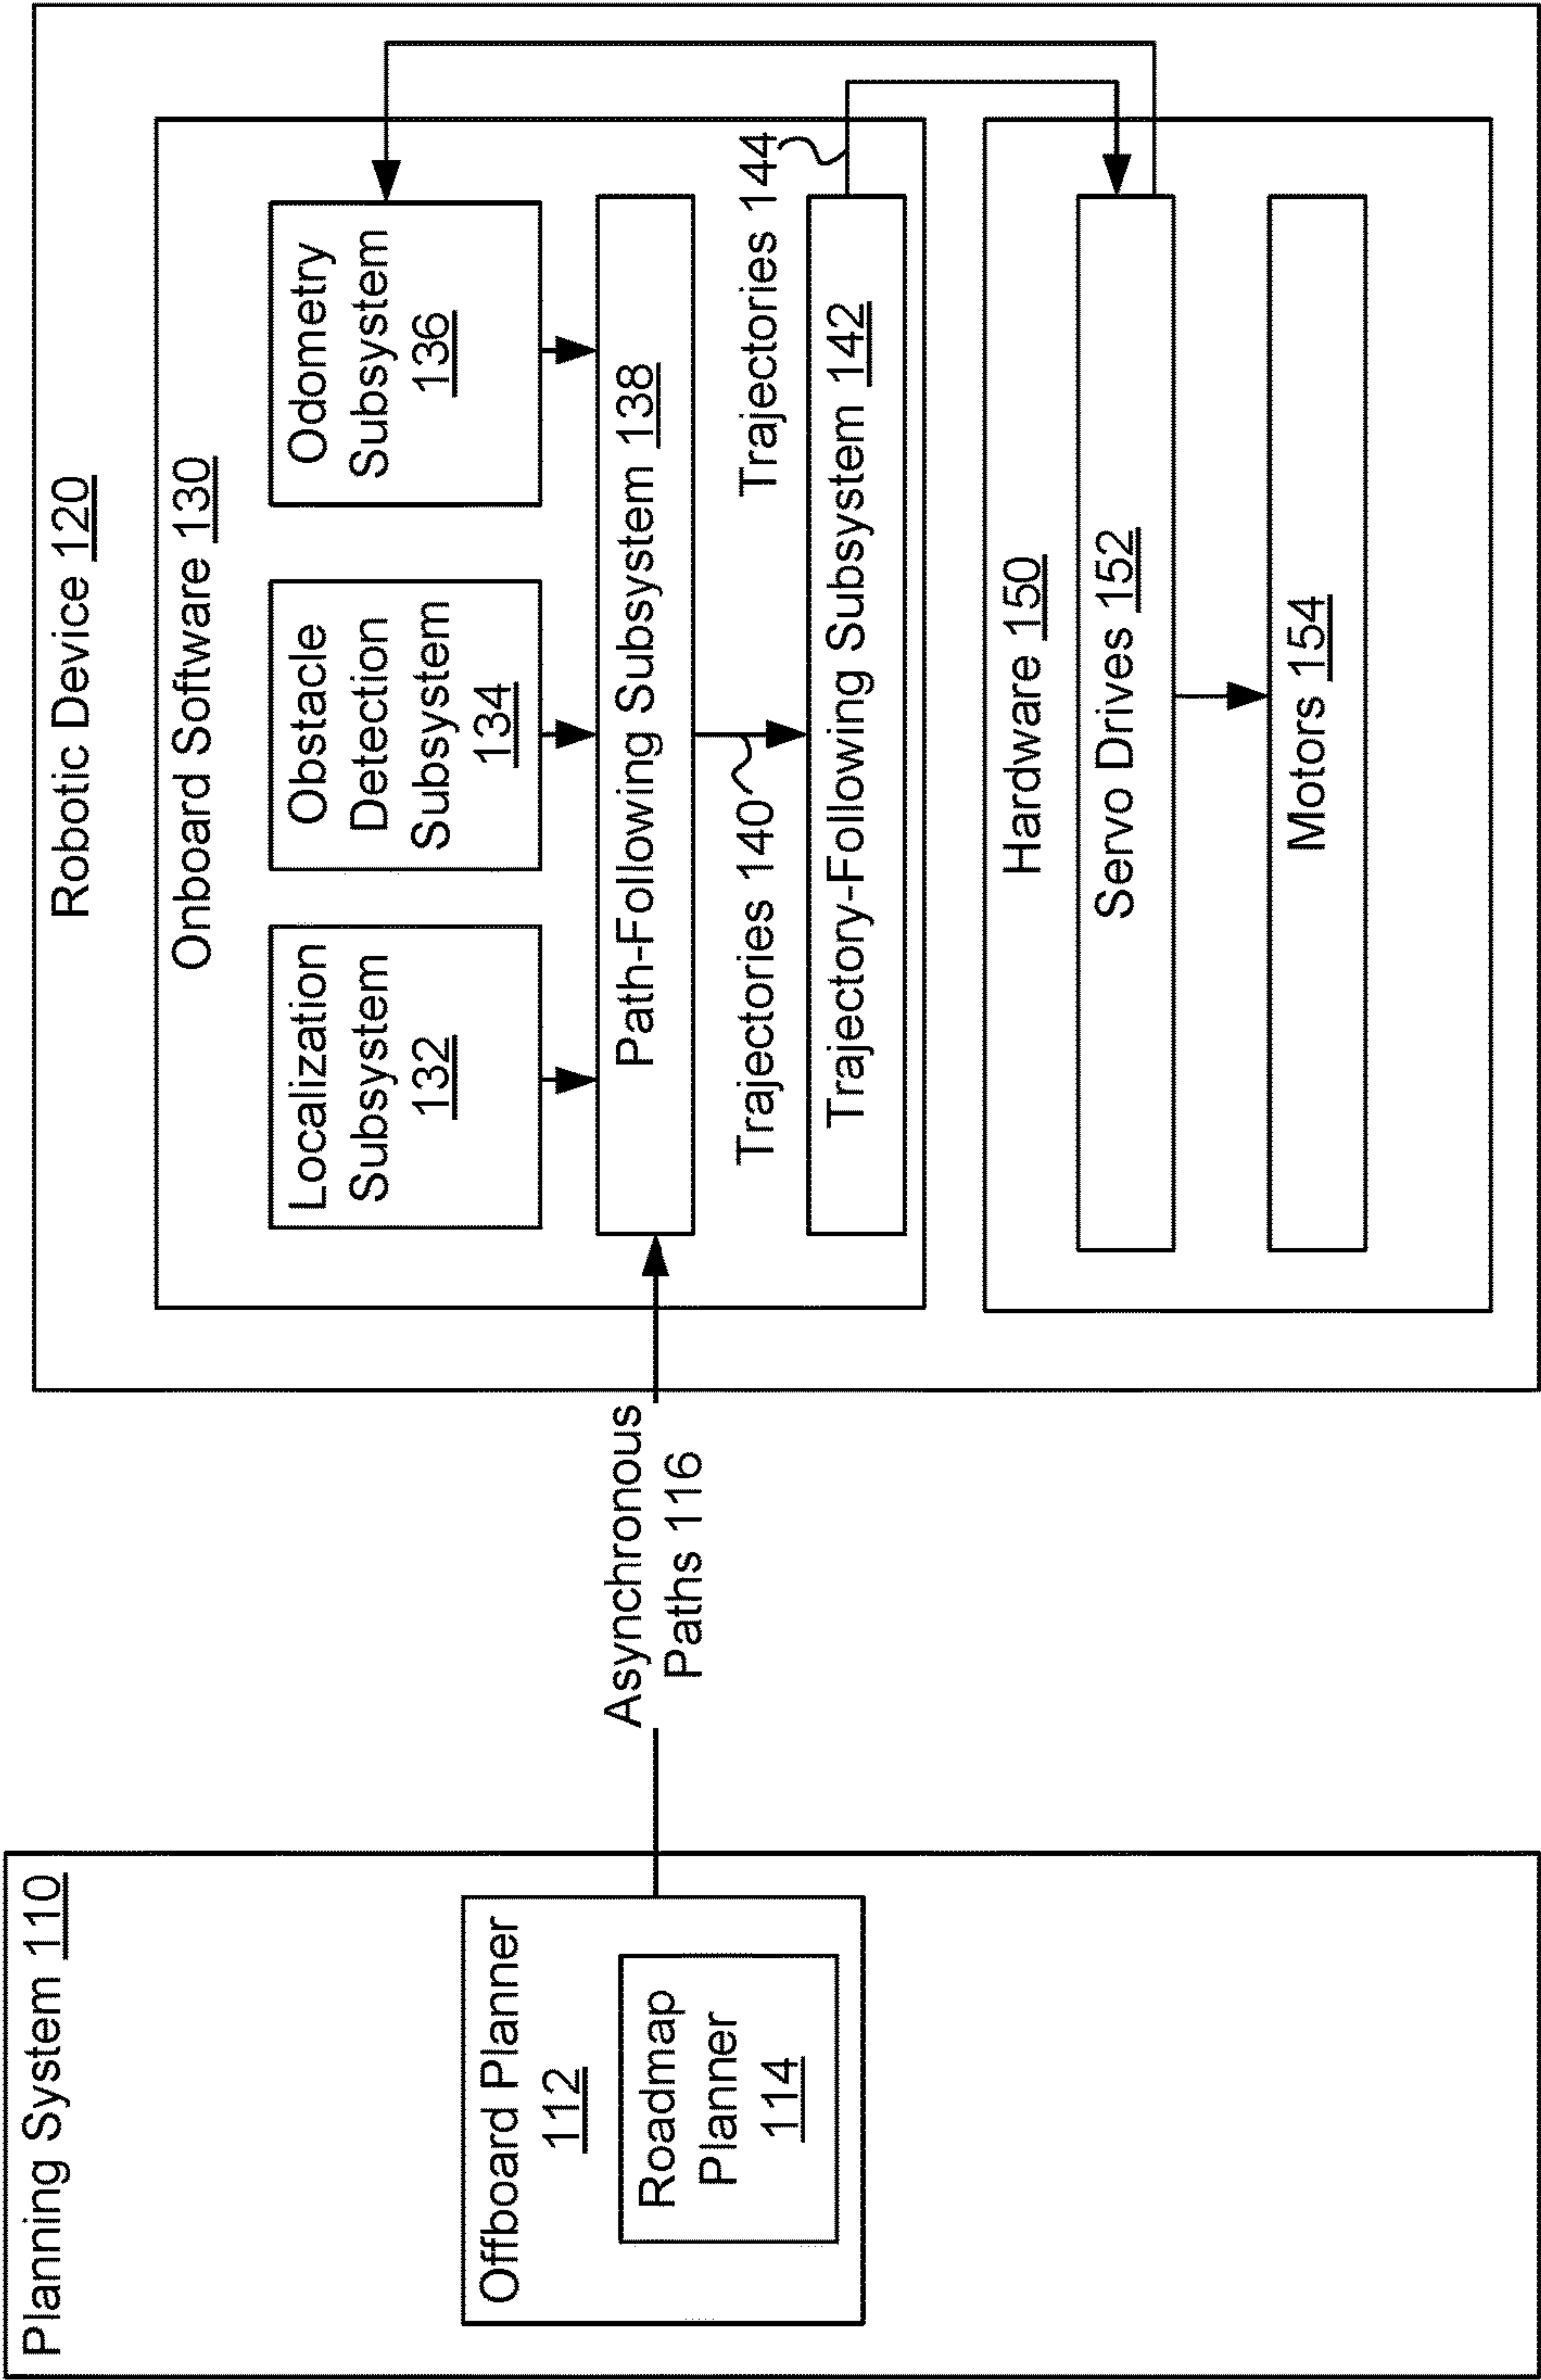 Planning System 110
Offboard Planner
112
Roadmap
Planner
114
Asynchronous
Paths 116
Robotic Device 120
Onboard Software 130
Localization
Subsystem
132
Obstacle
Detection
Subsystem
134
Odometry
Subsystem
136
Path-Following Subsystem 138
Trajectories 140
Trajectories 144
Trajectory-Following Subsystem 142
Hardware 150
Servo Drives 152
Motors 154